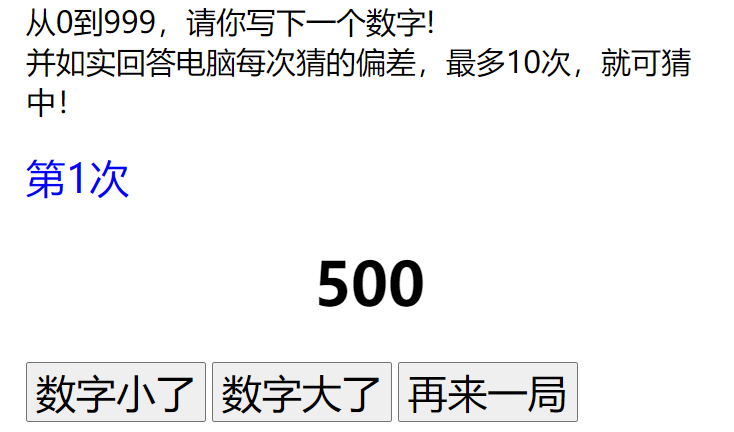 从0到999，请你写下一个数字!
并如实回答电脑每次猜的偏差，最多10次，就可猜
中！
第1次
500
数字小了 数字大了 再来一局